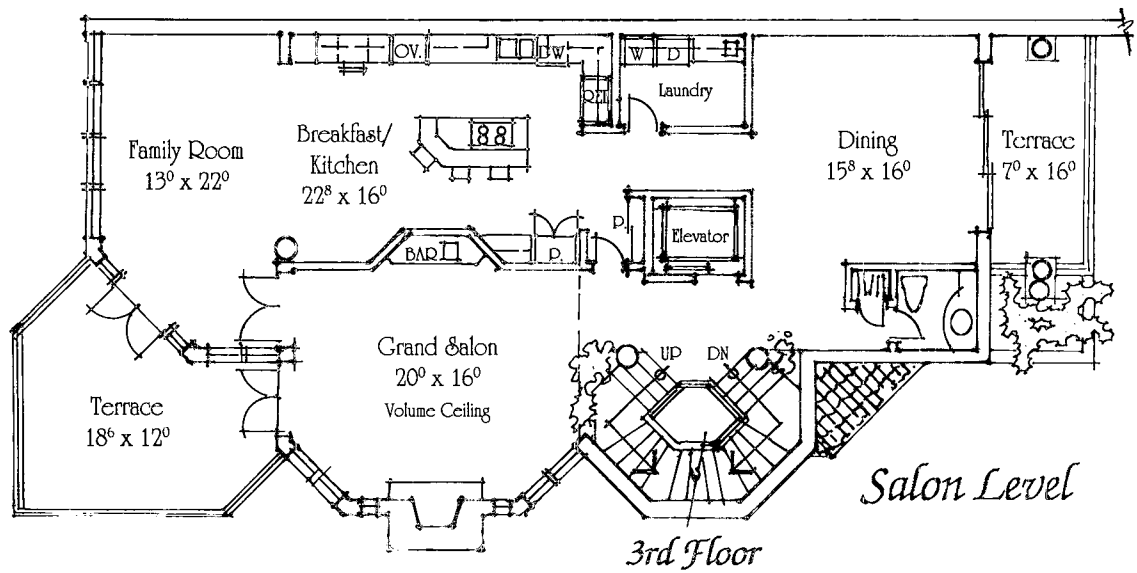 OV.
DW
W D
REF.
Laundry
Family Room
13⁰ x 22⁰
Breakfast/
Kitchen
22⁸ x 16⁰
Dining
15⁸ x 16⁰
Terrace
7⁰ x 16⁰
P.
Elevator
BAR
P.
Grand Salon
20⁰ x 16⁰
Volume Ceiling
UP DN
Terrace
18⁶ x 12⁰
Salon Level
3rd Floor